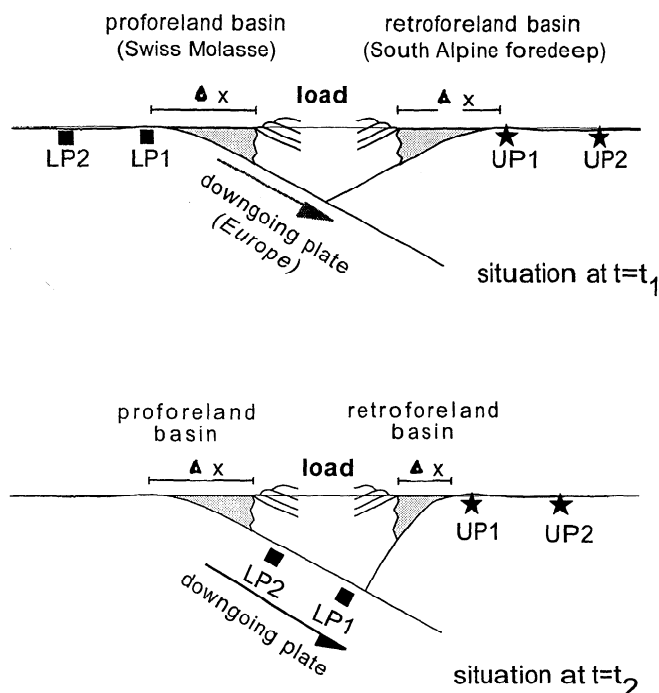 proforeland basin
(Swiss Molasse)
retroforeland basin
(South Alpine foredeep)
Δ x
load
Δ x
LP2
LP1
UP1
UP2
downgoing plate
(Europe)
situation at t=t1
proforeland
basin
retroforeland
basin
Δ x
load
Δ x
UP1
UP2
LP2
LP1
downgoing plate
situation at t=t2